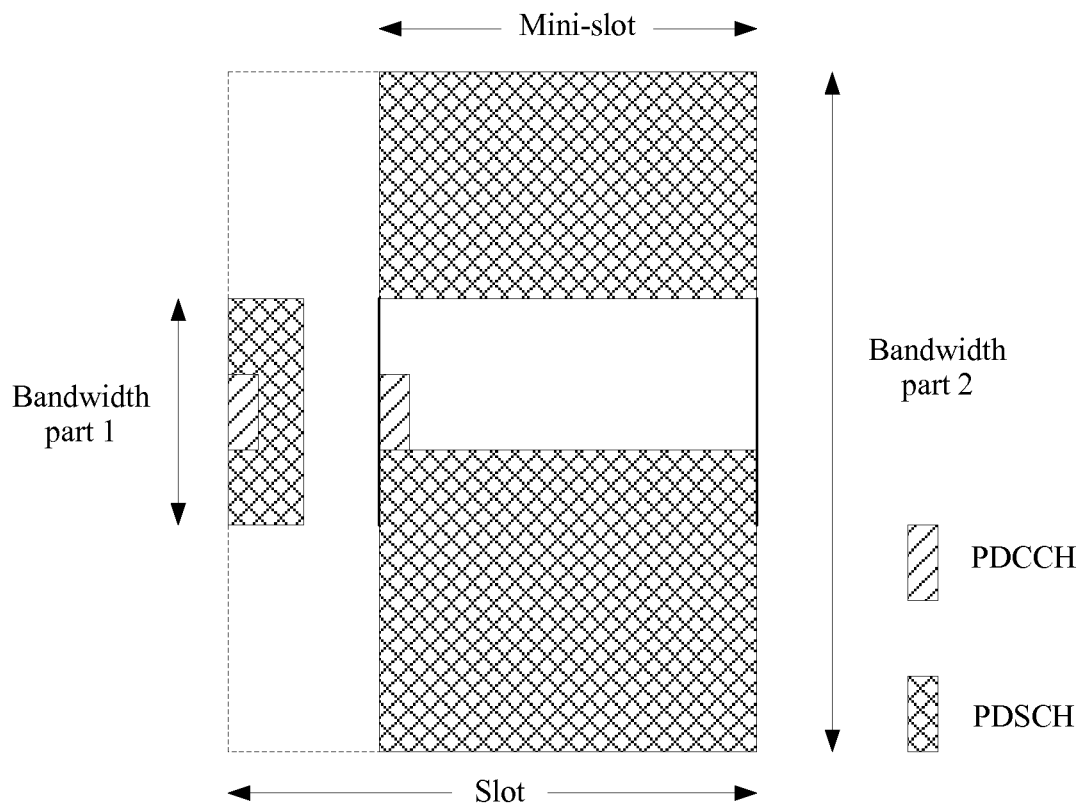 Mini-slot
Bandwidth
part 1
Bandwidth
part 2
PDCCH
PDSCH
Slot